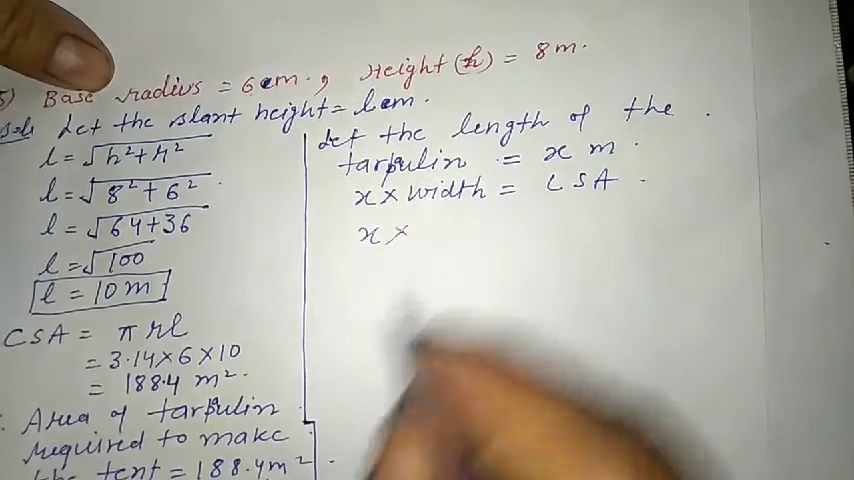 5) Base radius = 6 m. , Height (h) = 8 m.
Sol: Let the slant height = l m.
l = √h²+r²
l = √8²+6²
l = √64+36
l = √100
l = 10 m
CSA = πrl
= 3.14×6×10
= 188.4 m².
∴ Area of tarpulin
required to make
the tent = 188.4m²
Let the length of the
tarpulin = x m.
x × width = CSA
x ×